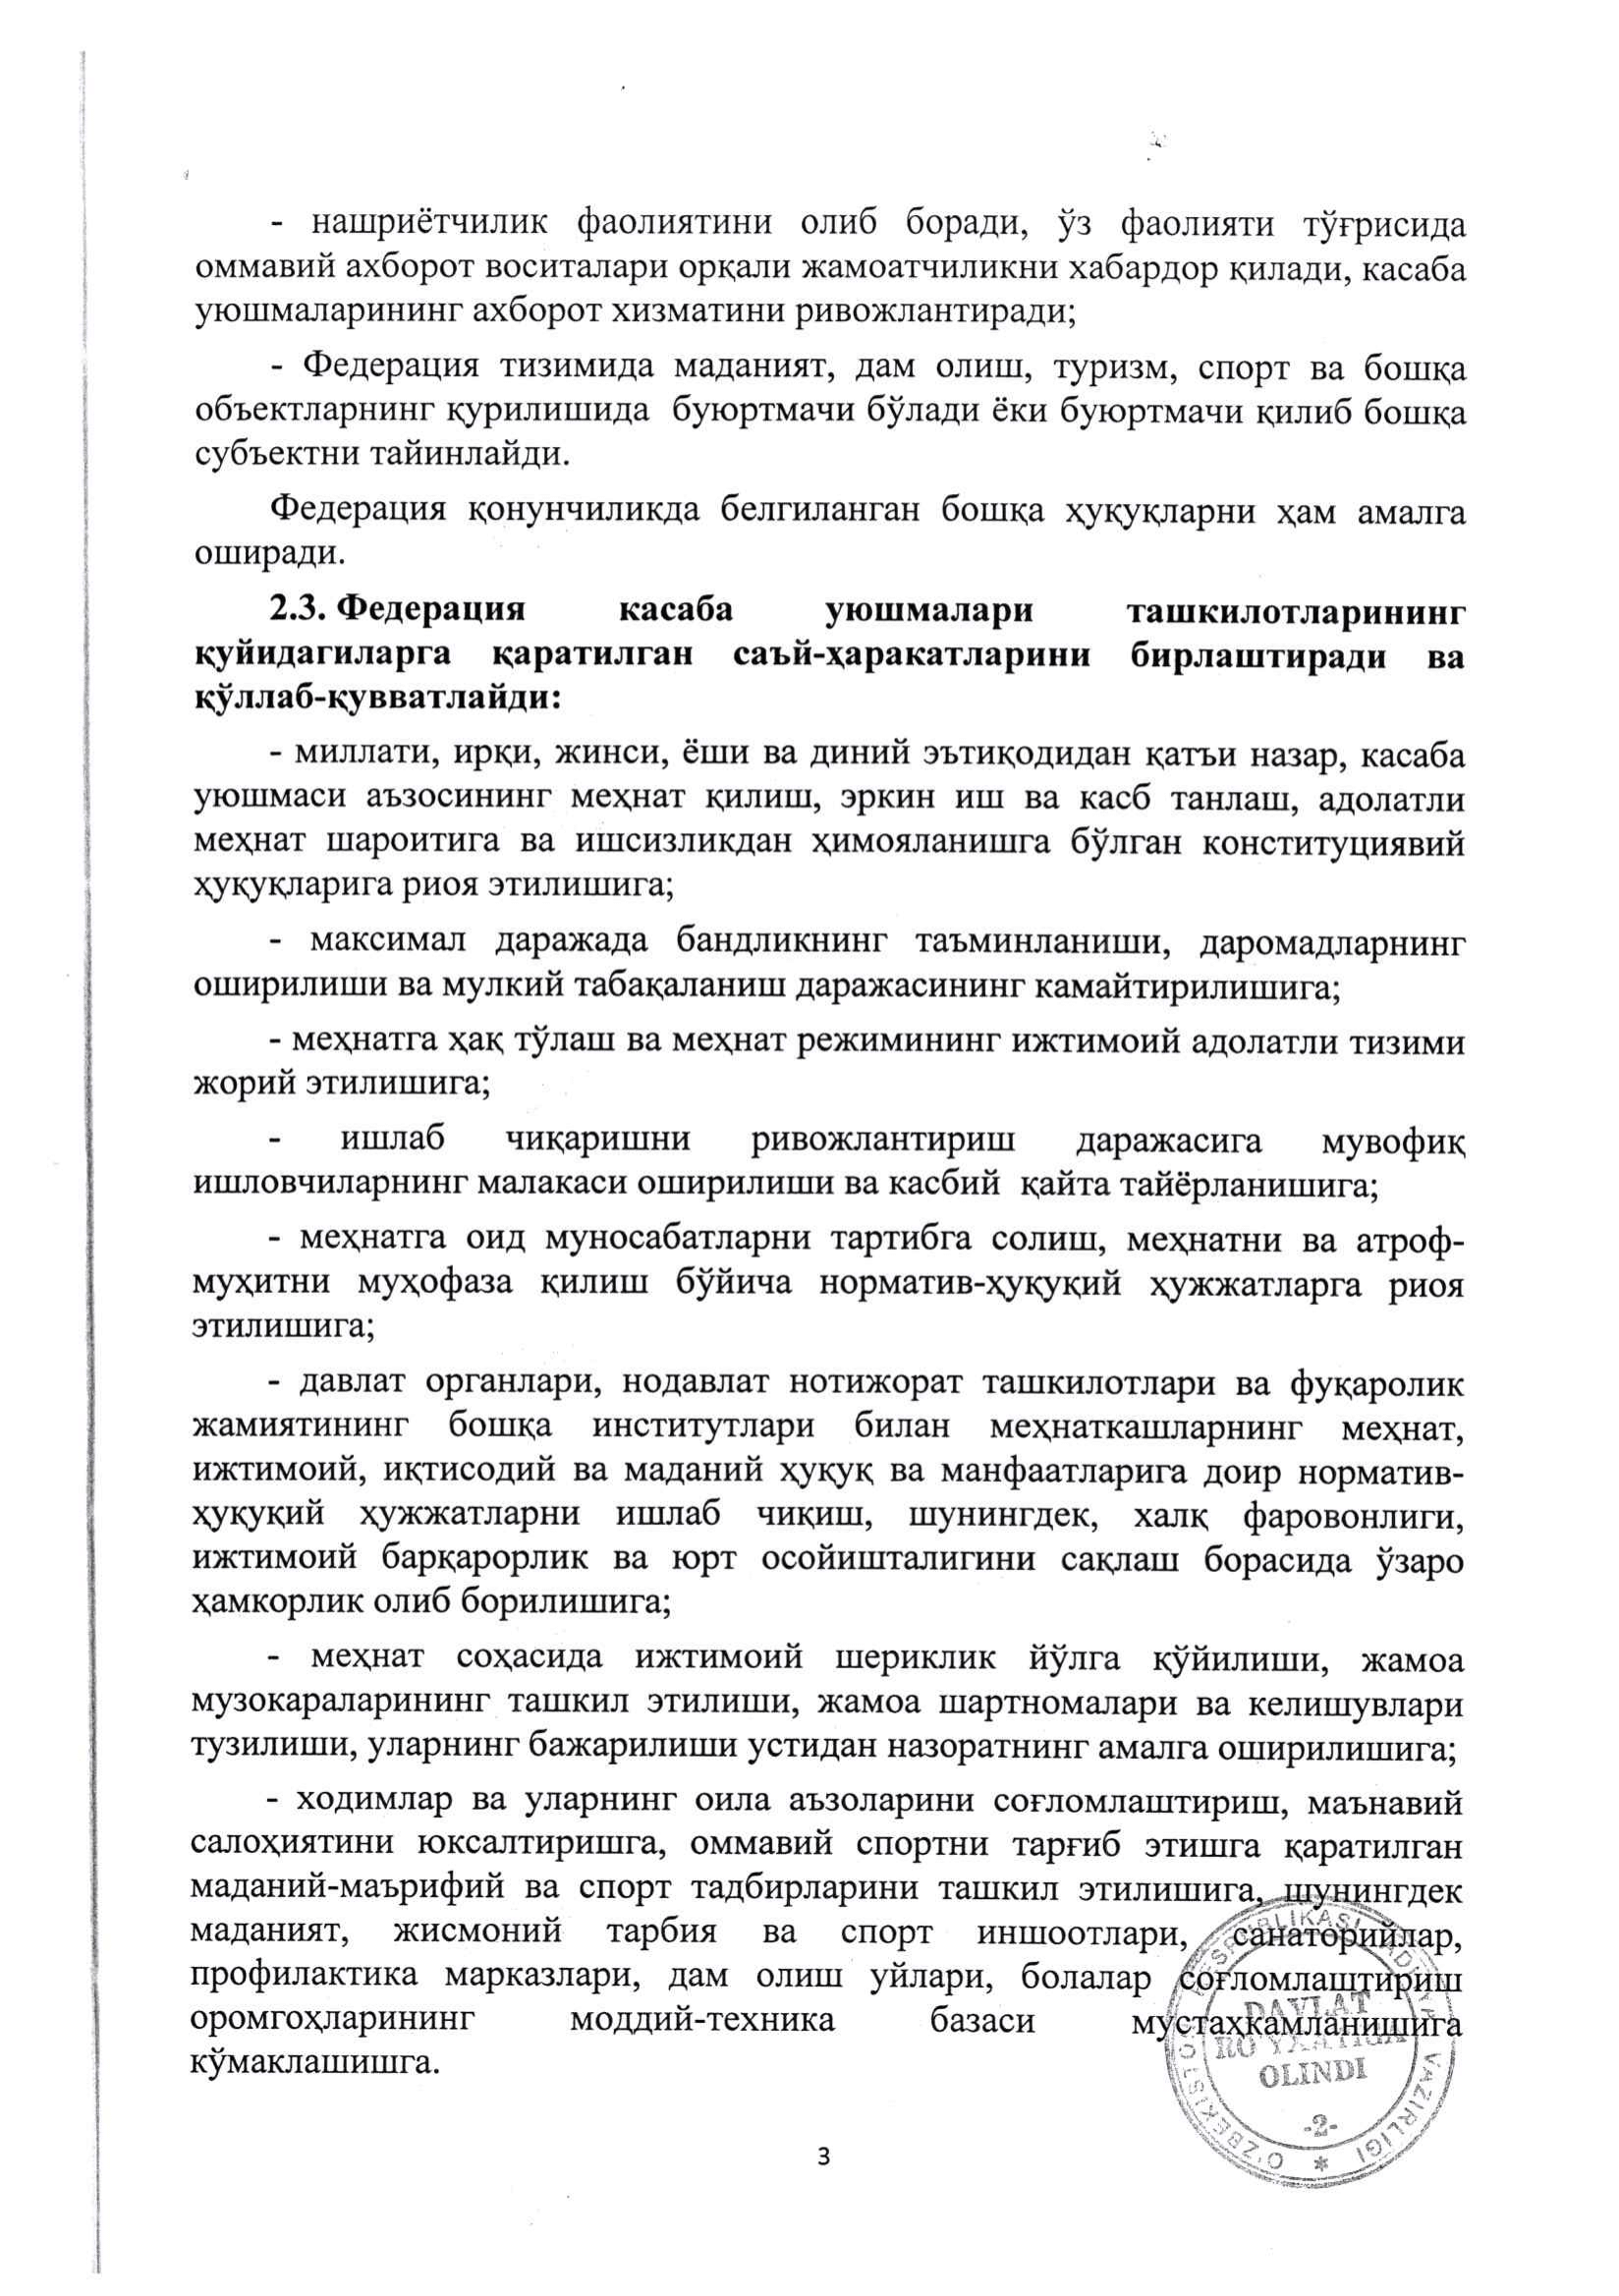 - нашриётчилик фаолиятини олиб боради, ўз фаолияти тўғрисида
оммавий ахборот воситалари орқали жамоатчиликни хабардор қилади, касаба
уюшмаларининг ахборот хизматини ривожлантиради;
- Федерация тизимида маданият, дам олиш, туризм, спорт ва бошқа
объектларнинг қурилишида буюртмачи бўлади ёки буюртмачи қилиб бошқа
субъектни тайинлайди.
Федерация қонунчиликда белгиланган бошқа ҳуқуқларни ҳам амалга
оширади.
2.3. Федерация касаба уюшмалари ташкилотларининг
қуйидагиларга қаратилган саъй-ҳаракатларини бирлаштиради ва
қўллаб-қувватлайди:
- миллати, ирқи, жинси, ёши ва диний эътиқодидан қатъи назар, касаба
уюшмаси аъзосининг меҳнат қилиш, эркин иш ва касб танлаш, адолатли
меҳнат шароитига ва ишсизликдан ҳимояланишга бўлган конституциявий
ҳуқуқларига риоя этилишига;
- максимал даражада бандликнинг таъминланиши, даромадларнинг
оширилиши ва мулкий табақаланиш даражасининг камайтирилишига;
- меҳнатга ҳақ тўлаш ва меҳнат режимининг ижтимоий адолатли тизими
жорий этилишига;
- ишлаб чиқаришни ривожлантириш даражасига мувофиқ
ишловчиларнинг малакаси оширилиши ва касбий қайта тайёрланишига;
- меҳнатга оид муносабатларни тартибга солиш, меҳнатни ва атроф-
муҳитни муҳофаза қилиш бўйича норматив-ҳуқуқий ҳужжатларга риоя
этилишига;
- давлат органлари, нодавлат нотижорат ташкилотлари ва фуқаролик
жамиятининг бошқа институтлари билан меҳнаткашларнинг меҳнат,
ижтимоий, иқтисодий ва маданий ҳуқуқ ва манфаатларига доир норматив-
ҳуқуқий ҳужжатларни ишлаб чиқиш, шунингдек, халқ фаровонлиги,
ижтимоий барқарорлик ва юрт осойишталигини сақлаш борасида ўзаро
ҳамкорлик олиб борилишига;
- меҳнат соҳасида ижтимоий шериклик йўлга қўйилиши, жамоа
музокараларининг ташкил этилиши, жамоа шартномалари ва келишувлари
тузилиши, уларнинг бажарилиши устидан назоратнинг амалга оширилишига;
- ходимлар ва уларнинг оила аъзоларини соғломлаштириш, маънавий
салоҳиятини юксалтиришга, оммавий спортни тарғиб этишга қаратилган
маданий-маърифий ва спорт тадбирларини ташкил этилишига, шунингдек
маданият, жисмоний тарбия ва спорт иншоотлари, санаторийлар,
профилактика марказлари, дам олиш уйлари, болалар соғломлаштириш
оромгоҳларининг моддий-техника базаси мустаҳкамланишига
кўмаклашишга.
O'ZBEKISTON RESPUBLIKASI ADLIYA VAZIRLIGI *
DAVLAT
RO'YXATIGA
OLINDI
-2-
3